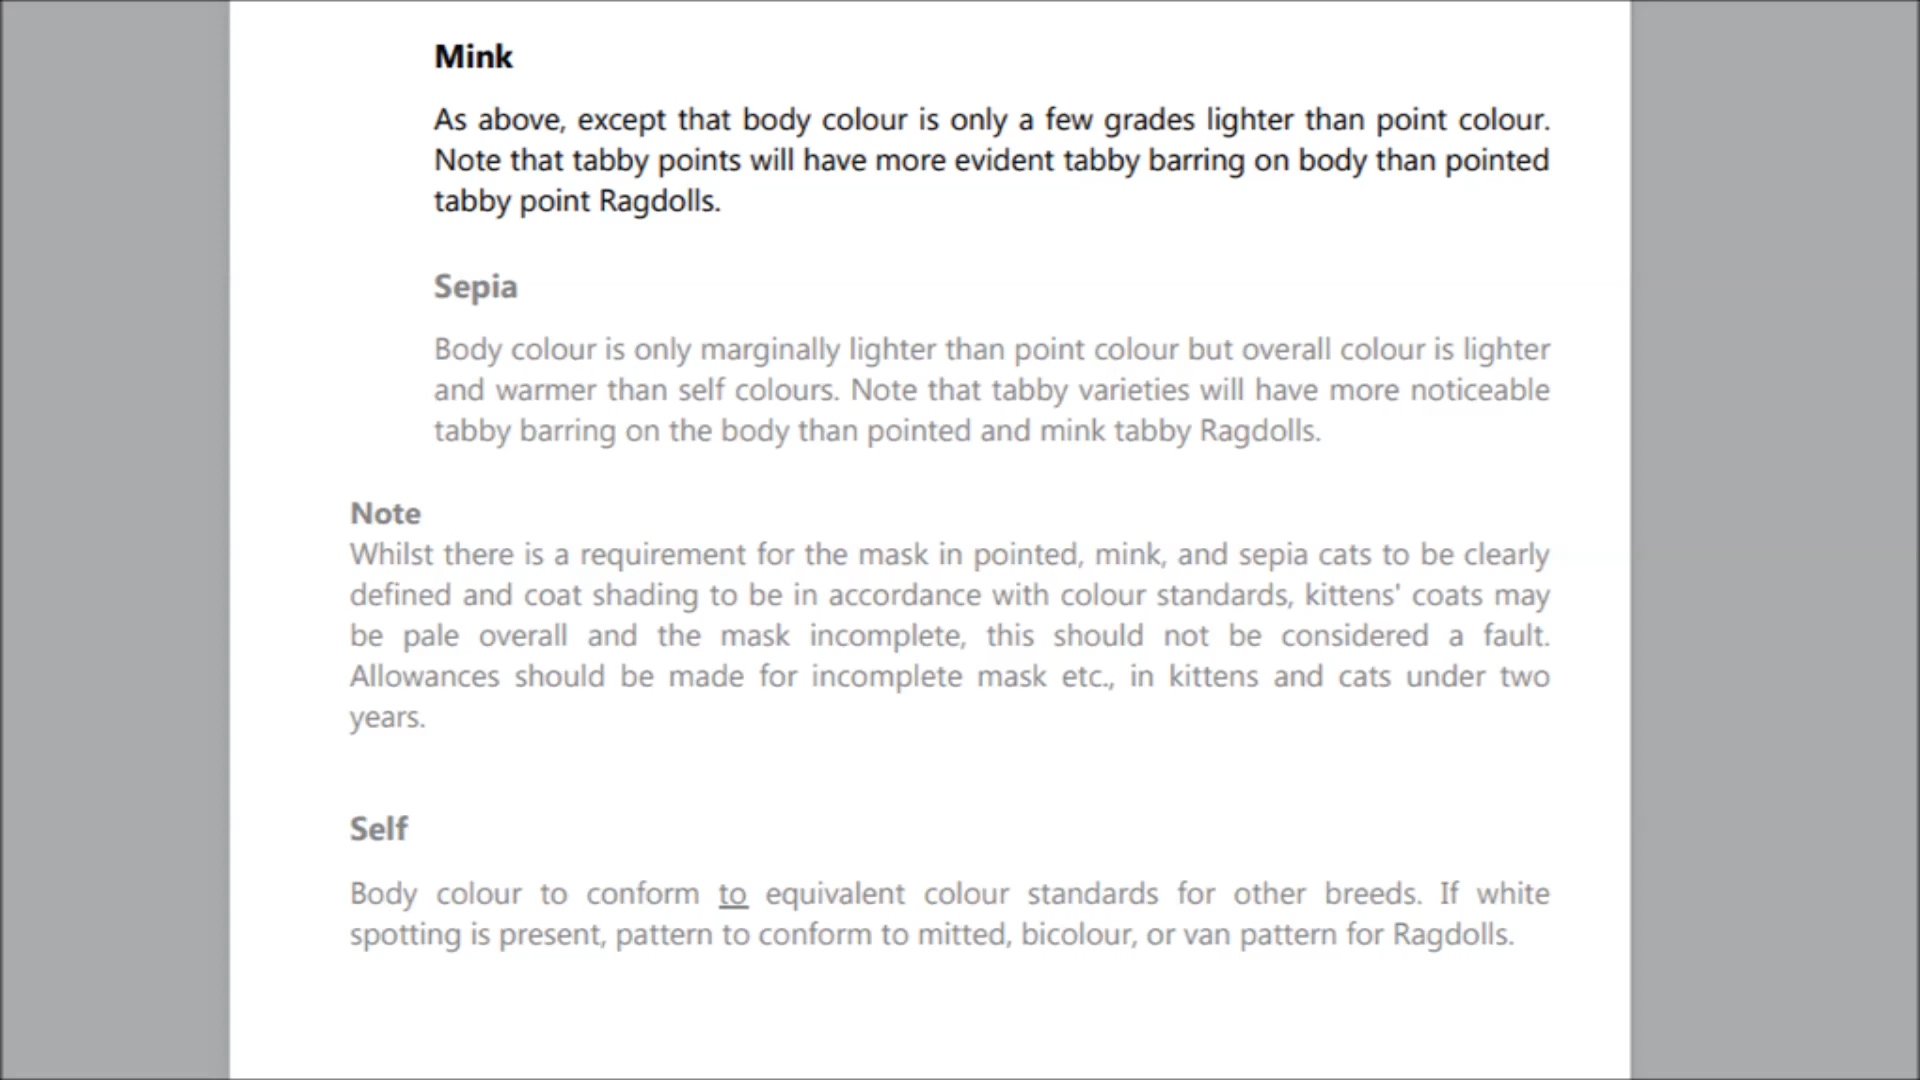 Mink
As above, except that body colour is only a few grades lighter than point colour.
Note that tabby points will have more evident tabby barring on body than pointed
tabby point Ragdolls.
Sepia
Body colour is only marginally lighter than point colour but overall colour is lighter
and warmer than self colours. Note that tabby varieties will have more noticeable
tabby barring on the body than pointed and mink tabby Ragdolls.
Note
Whilst there is a requirement for the mask in pointed, mink, and sepia cats to be clearly
defined and coat shading to be in accordance with colour standards, kittens' coats may
be pale overall and the mask incomplete, this should not be considered a fault.
Allowances should be made for incomplete mask etc., in kittens and cats under two
years.
Self
Body colour to conform to equivalent colour standards for other breeds. If white
spotting is present, pattern to conform to mitted, bicolour, or van pattern for Ragdolls.